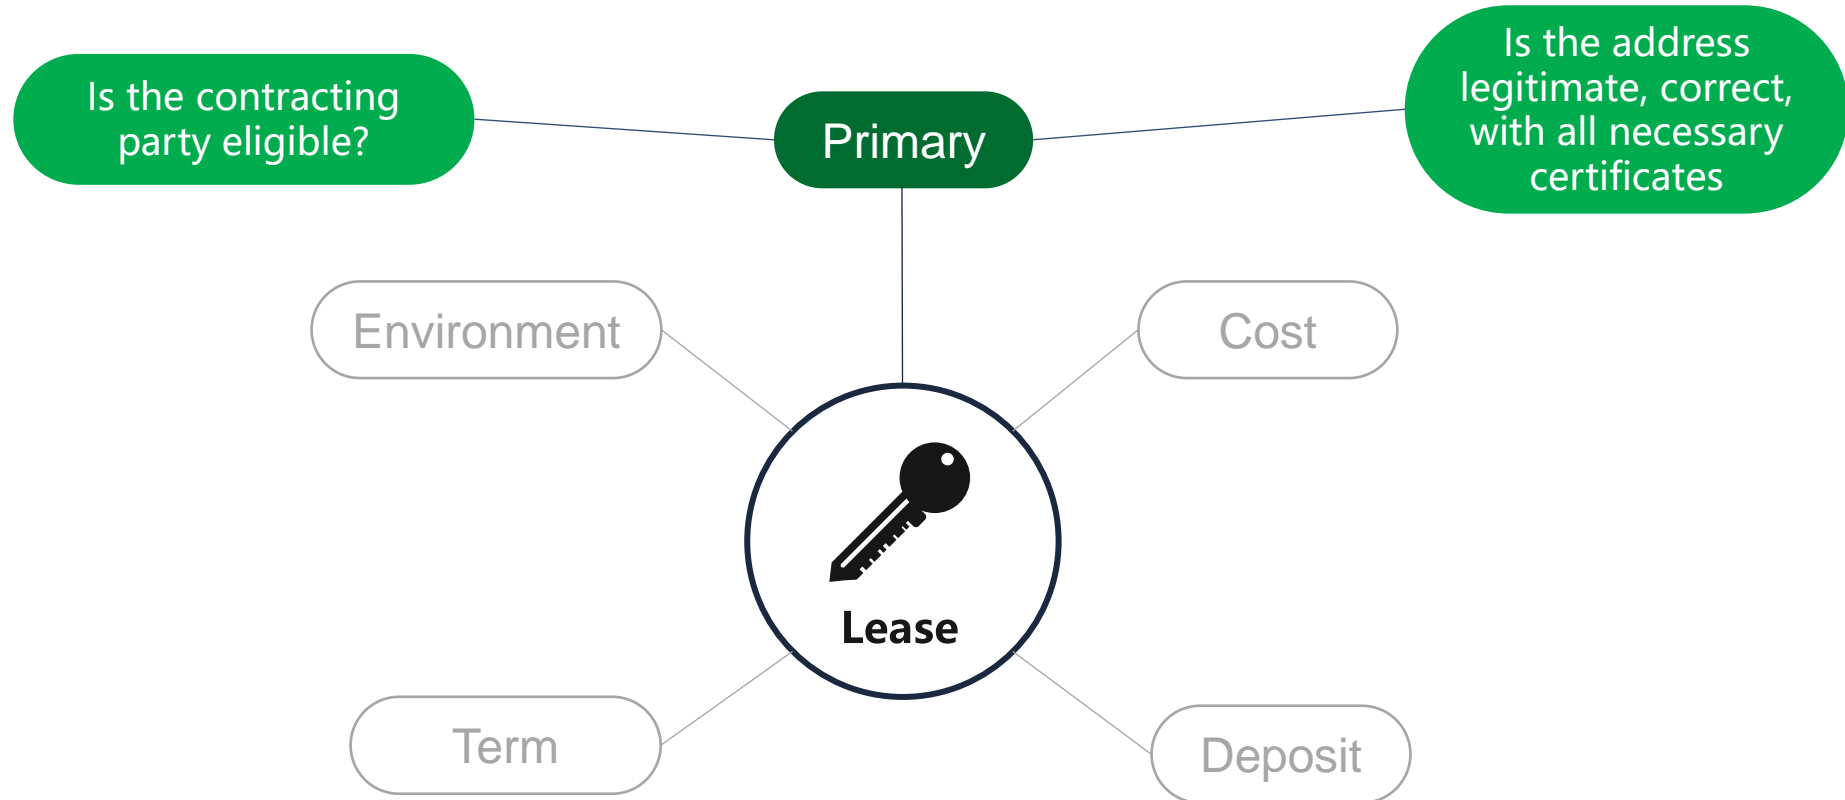 Is the contracting
party eligible?
Primary
Is the address
legitimate, correct,
with all necessary
certificates
Environment
Cost
Lease
Term
Deposit